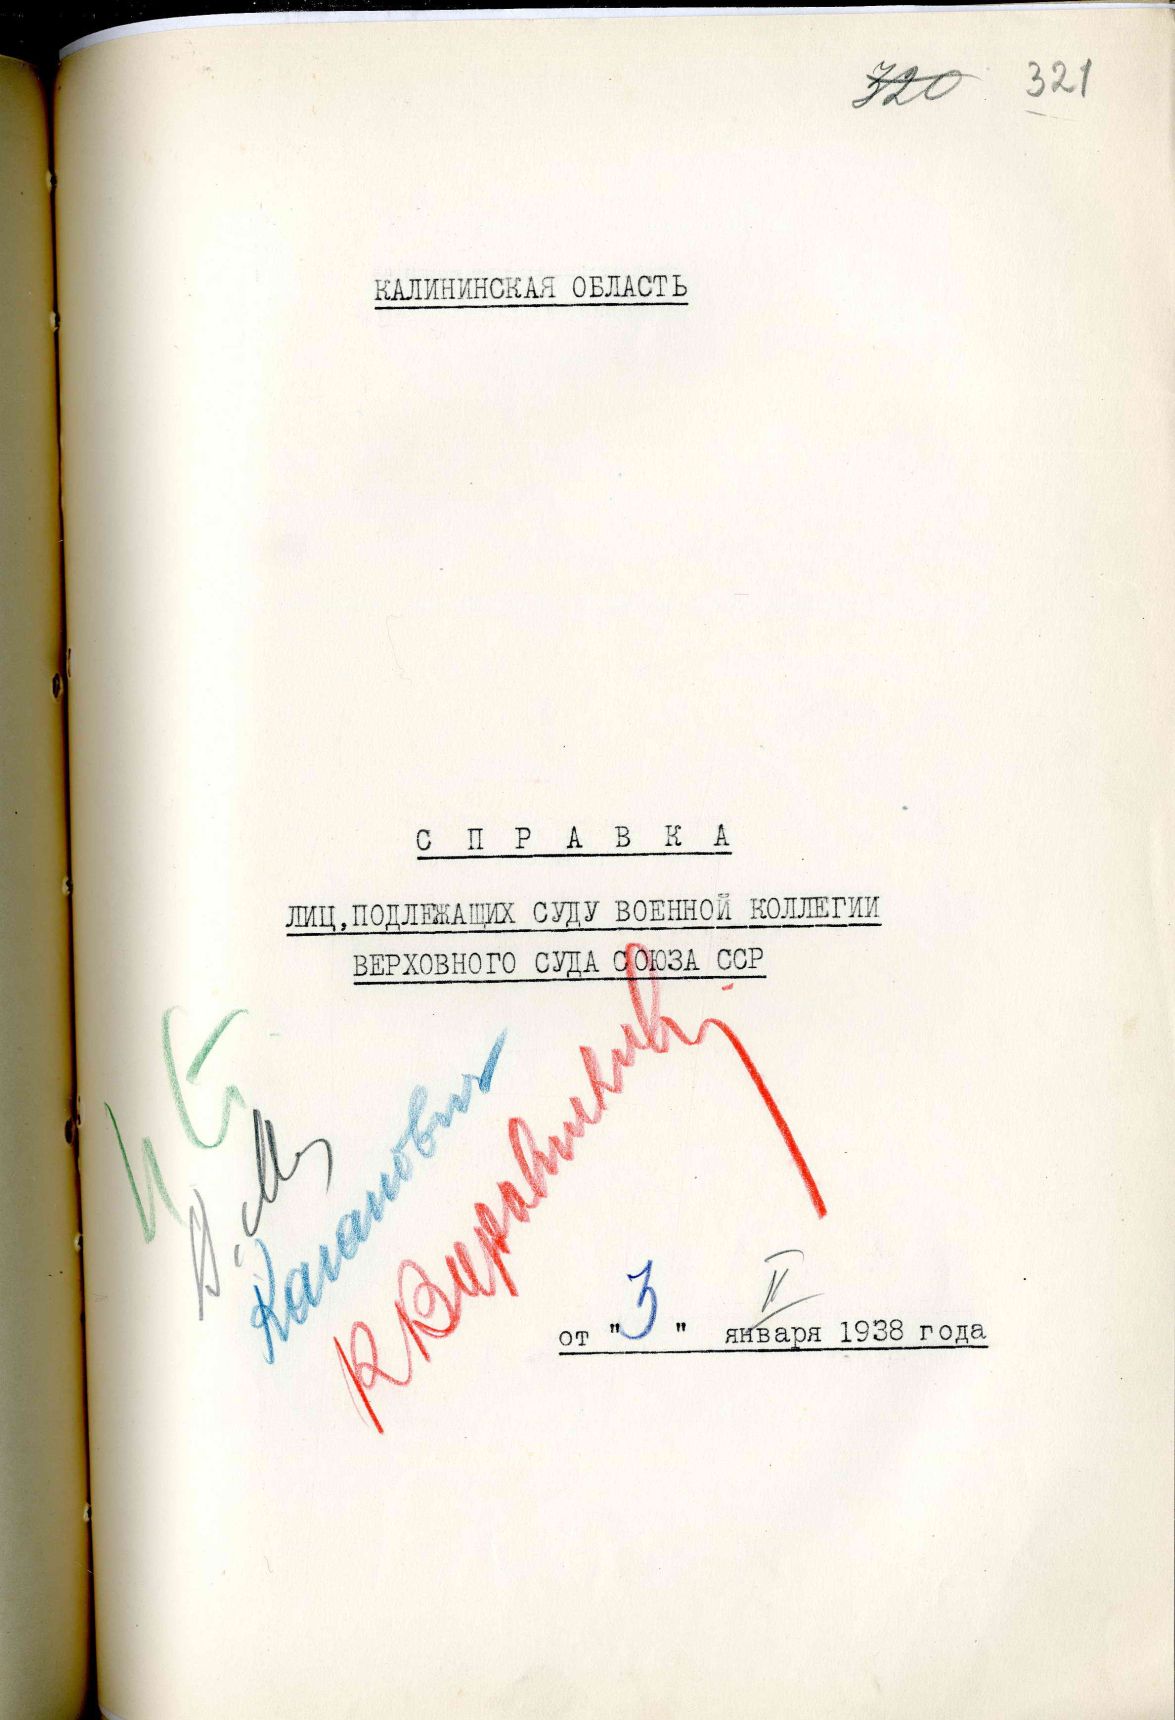 320 321
КАЛИНИНСКАЯ ОБЛАСТЬ
С П Р А В К А
ЛИЦ,ПОДЛЕЖАЩИХ СУДУ ВОЕННОЙ КОЛЛЕГИИ
ВЕРХОВНОГО СУДА СОЮЗА ССР
В. М
Каганович
К Ворошилов
II
от "3" января 1938 года